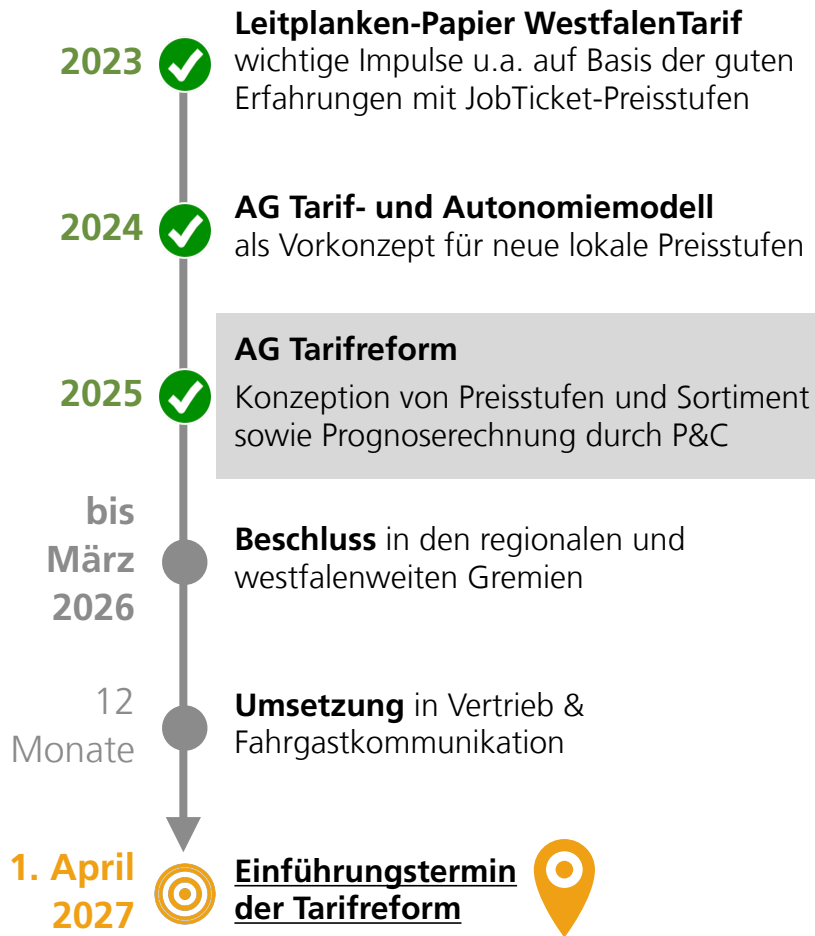 2023
Leitplanken-Papier WestfalenTarif
wichtige Impulse u.a. auf Basis der guten
Erfahrungen mit JobTicket-Preisstufen
2024
AG Tarif- und Autonomiemodell
als Vorkonzept für neue lokale Preisstufen
2025
AG Tarifreform
Konzeption von Preisstufen und Sortiment
sowie Prognoserechnung durch P&C
bis
März
2026
Beschluss in den regionalen und
westfalenweiten Gremien
12
Monate
Umsetzung in Vertrieb &
Fahrgastkommunikation
1. April
2027
Einführungstermin
der Tarifreform